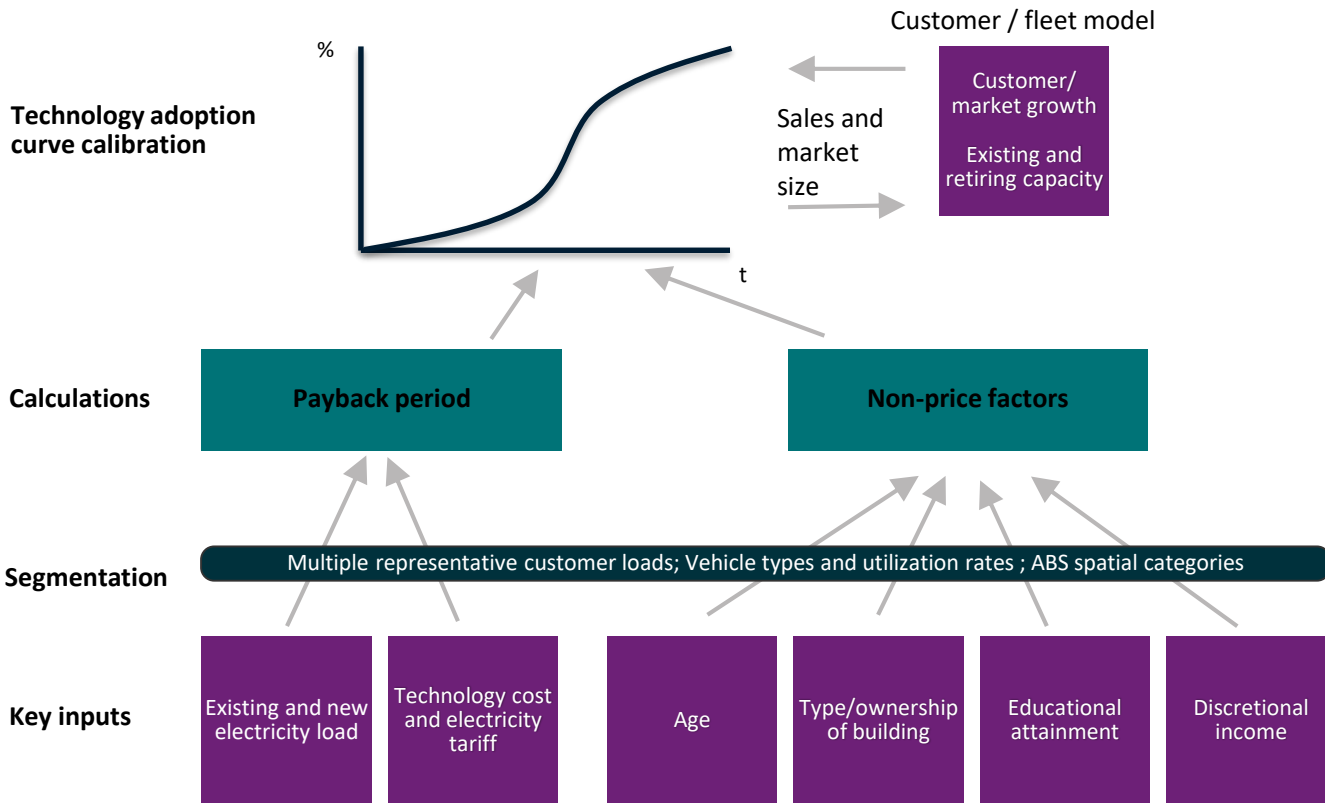 Customer / fleet model
%
Technology adoption
curve calibration
Customer/
market growth
Existing and
retiring capacity
Sales and
market
size
t
Calculations
Payback period
Non-price factors
Segmentation
Multiple representative customer loads; Vehicle types and utilization rates ; ABS spatial categories
Key inputs
Existing and new
electricity load
Technology cost
and electricity
tariff
Age
Type/ownership
of building
Educational
attainment
Discretional
income